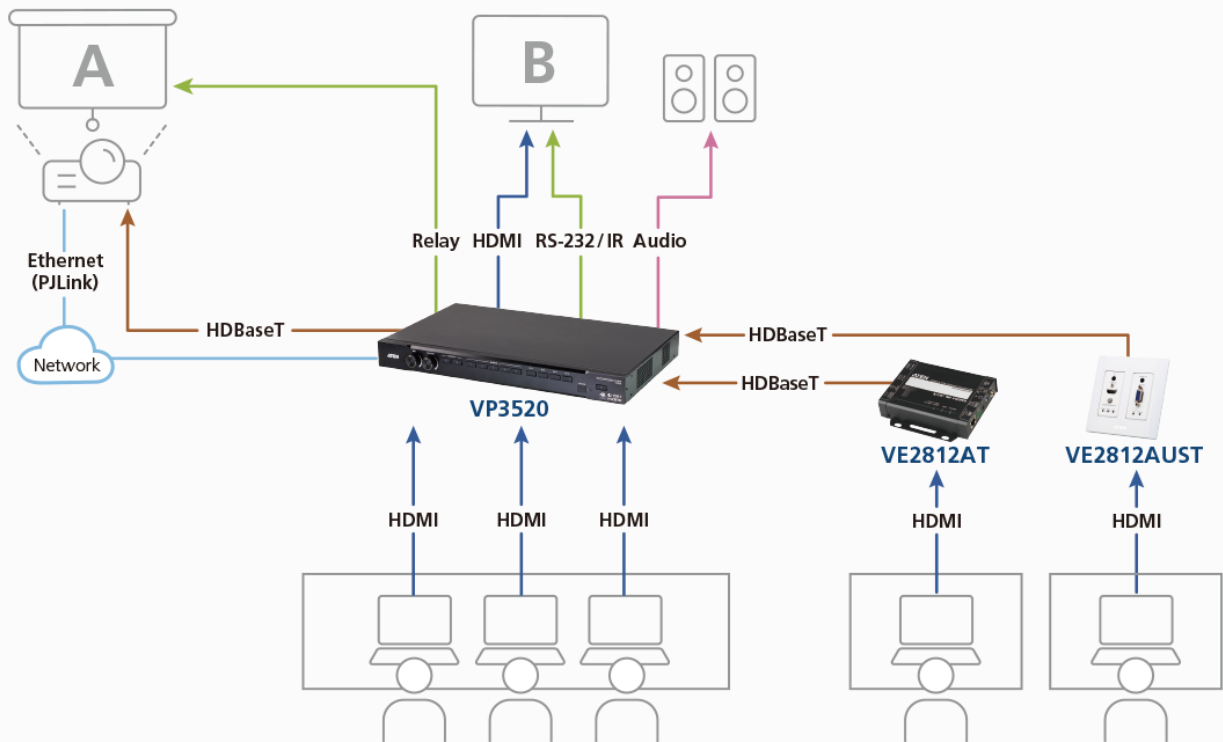 A
B
Relay
HDMI
RS-232/IR
Audio
Ethernet
(PJLink)
HDBaseT
HDBaseT
Network
HDBaseT
ATEN
VP3520
VE2812AT
VE2812AUST
HDMI
HDMI
HDMI
HDMI
HDMI